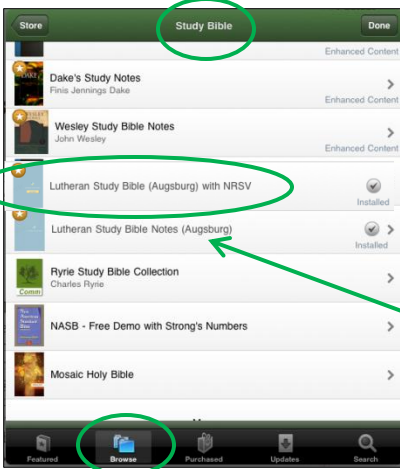 Store
Study Bible
Done
Enhanced Content
Dake's Study Notes
Finis Jennings Dake
Enhanced Content
Wesley Study Bible Notes
John Wesley
Enhanced Content
Lutheran Study Bible (Augsburg) with NRSV
Installed
Lutheran Study Bible Notes (Augsburg)
Installed
Ryrie Study Bible Collection
Charles Ryrie
Comm
NASB - Free Demo with Strong's Numbers
Mosaic Holy Bible
Featured
Browse
Purchased
Updates
Search